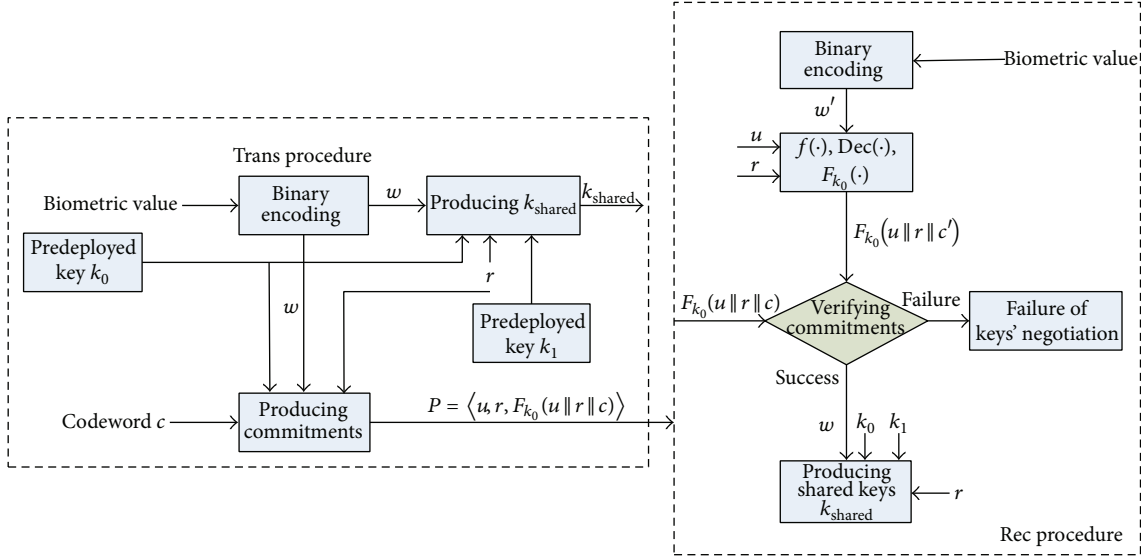 Trans procedure
Biometric value
Binary
encoding
w
Producing k_shared
k_shared
Predeployed
key k_0
r
w
Predeployed
key k_1
Codeword c
Producing
commitments
P = ⟨u, r, F_{k_0}(u ∥ r ∥ c)⟩
Binary
encoding
Biometric value
w′
u
r
f(·), Dec(·),
F_{k_0}(·)
F_{k_0}(u ∥ r ∥ c′)
F_{k_0}(u ∥ r ∥ c)
Verifying
commitments
Failure
Failure of
keys' negotiation
Success
w
k_0
k_1
Producing
shared keys
k_shared
r
Rec procedure